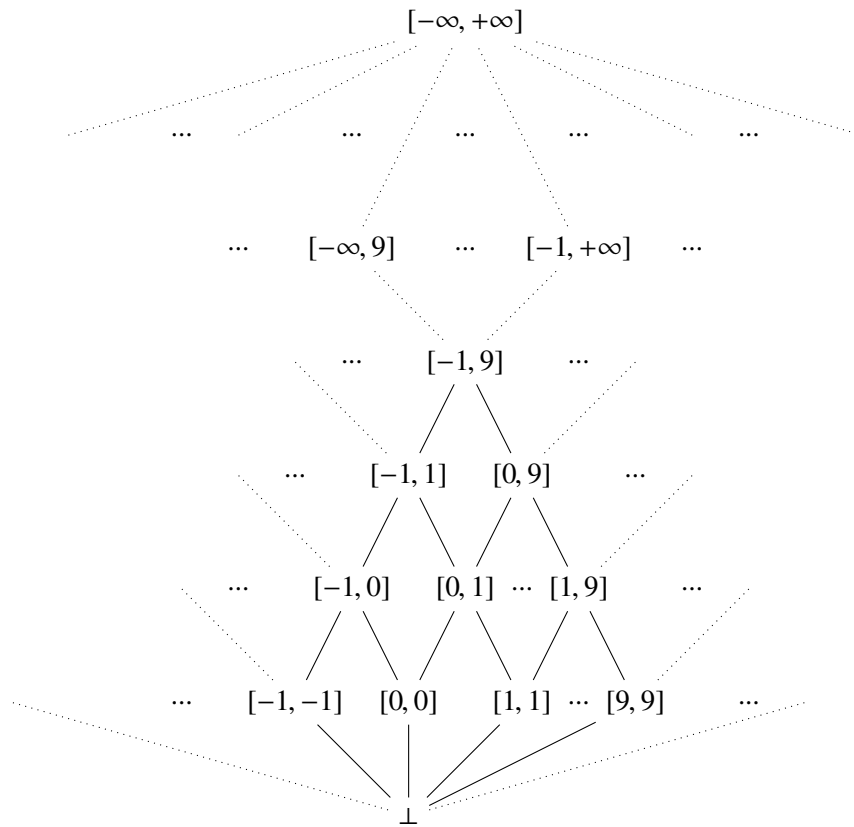 [−∞, +∞]
... ... ... ... ...
... [−∞, 9] ... [−1, +∞] ...
... [−1, 9] ...
... [−1, 1] [0, 9] ...
... [−1, 0] [0, 1] ... [1, 9] ...
... [−1, −1] [0, 0] [1, 1] ... [9, 9] ...
⊥